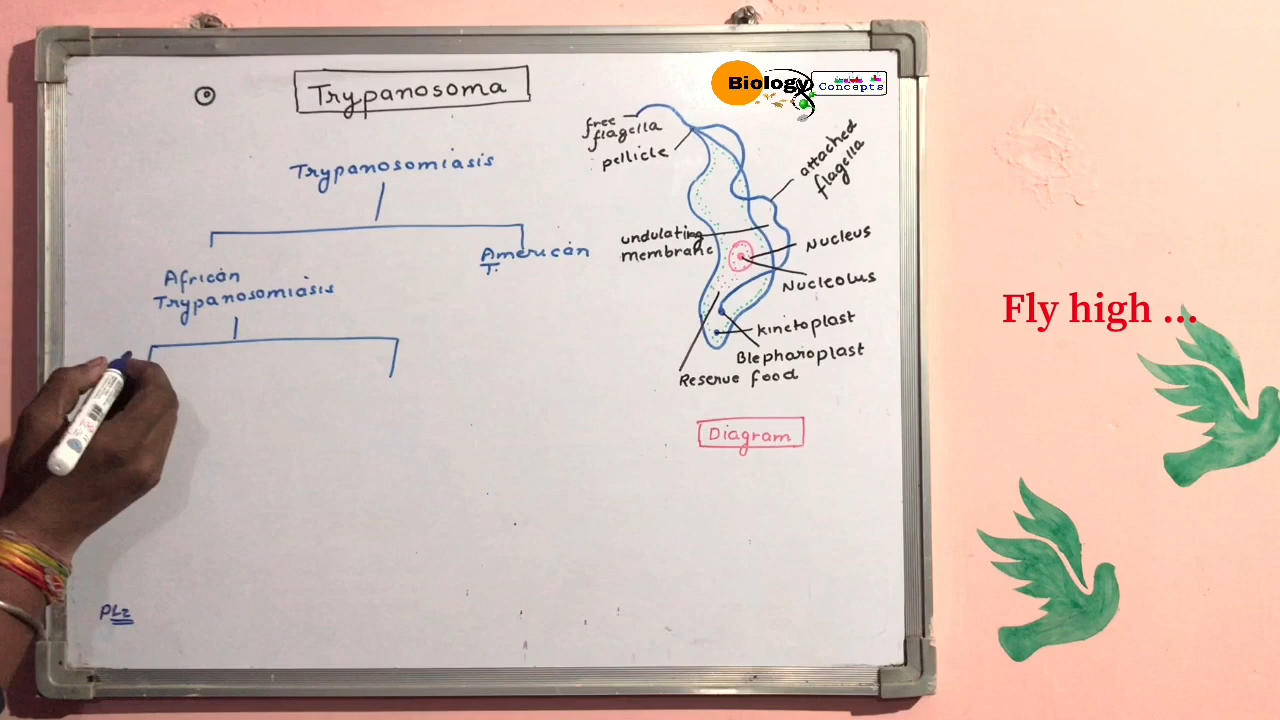 Trypanosoma
Biology
Concepts
Trypanosomiasis
African
Trypanosomiasis
American
T.
free
flagella
pellicle
attached
flagella
undulating
membrane
Nucleus
Nucleolus
kinetoplast
Blepharoplast
Reserve food
Diagram
PLz
Fly high ...